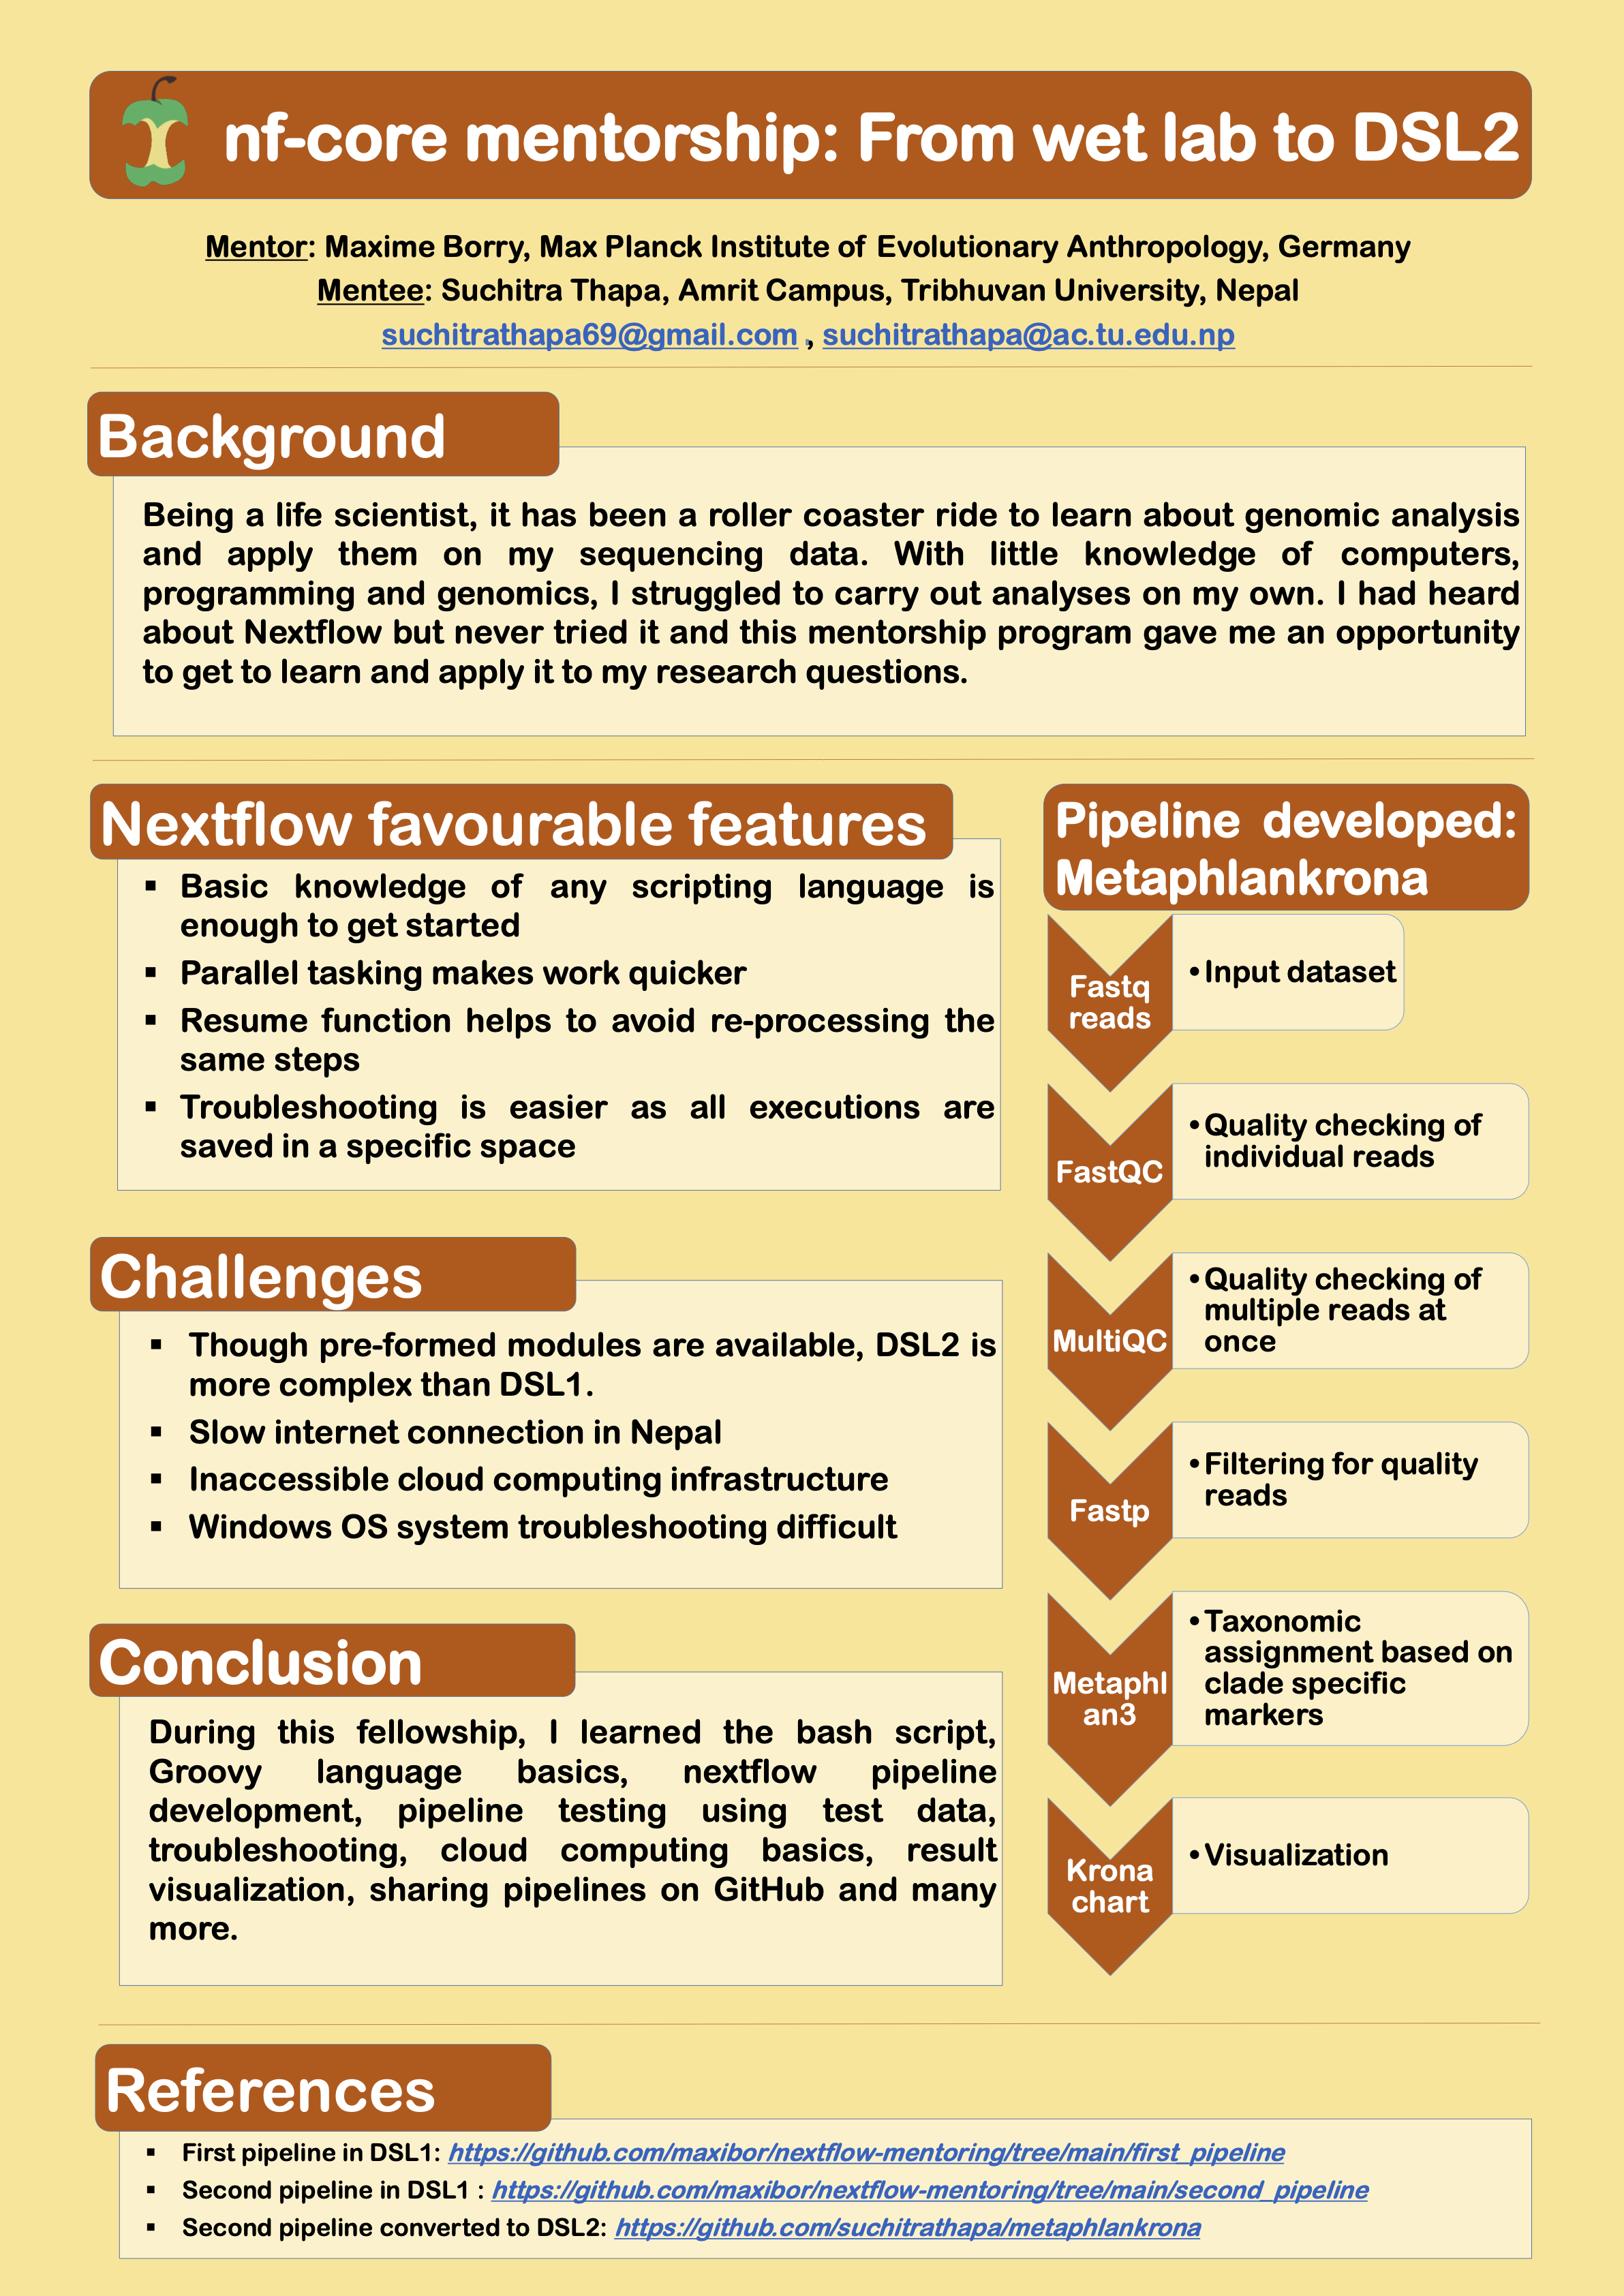 nf-core mentorship: From wet lab to DSL2
Mentor: Maxime Borry, Max Planck Institute of Evolutionary Anthropology, Germany
Mentee: Suchitra Thapa, Amrit Campus, Tribhuvan University, Nepal
suchitrathapa69@gmail.com , suchitrathapa@ac.tu.edu.np
Background
Being a life scientist, it has been a roller coaster ride to learn about genomic analysis
and apply them on my sequencing data. With little knowledge of computers,
programming and genomics, I struggled to carry out analyses on my own. I had heard
about Nextflow but never tried it and this mentorship program gave me an opportunity
to get to learn and apply it to my research questions.
Nextflow favourable features
▪ Basic knowledge of any scripting language is
enough to get started
▪ Parallel tasking makes work quicker
▪ Resume function helps to avoid re-processing the
same steps
▪ Troubleshooting is easier as all executions are
saved in a specific space
Challenges
▪ Though pre-formed modules are available, DSL2 is
more complex than DSL1.
▪ Slow internet connection in Nepal
▪ Inaccessible cloud computing infrastructure
▪ Windows OS system troubleshooting difficult
Conclusion
During this fellowship, I learned the bash script,
Groovy language basics, nextflow pipeline
development, pipeline testing using test data,
troubleshooting, cloud computing basics, result
visualization, sharing pipelines on GitHub and many
more.
Pipeline developed:
Metaphlankrona
Fastq
reads
• Input dataset
FastQC
• Quality checking of
individual reads
MultiQC
• Quality checking of
multiple reads at
once
Fastp
• Filtering for quality
reads
Metaphl
an3
• Taxonomic
assignment based on
clade specific
markers
Krona
chart
• Visualization
References
▪ First pipeline in DSL1: https://github.com/maxibor/nextflow-mentoring/tree/main/first_pipeline
▪ Second pipeline in DSL1 : https://github.com/maxibor/nextflow-mentoring/tree/main/second_pipeline
▪ Second pipeline converted to DSL2: https://github.com/suchitrathapa/metaphlankrona